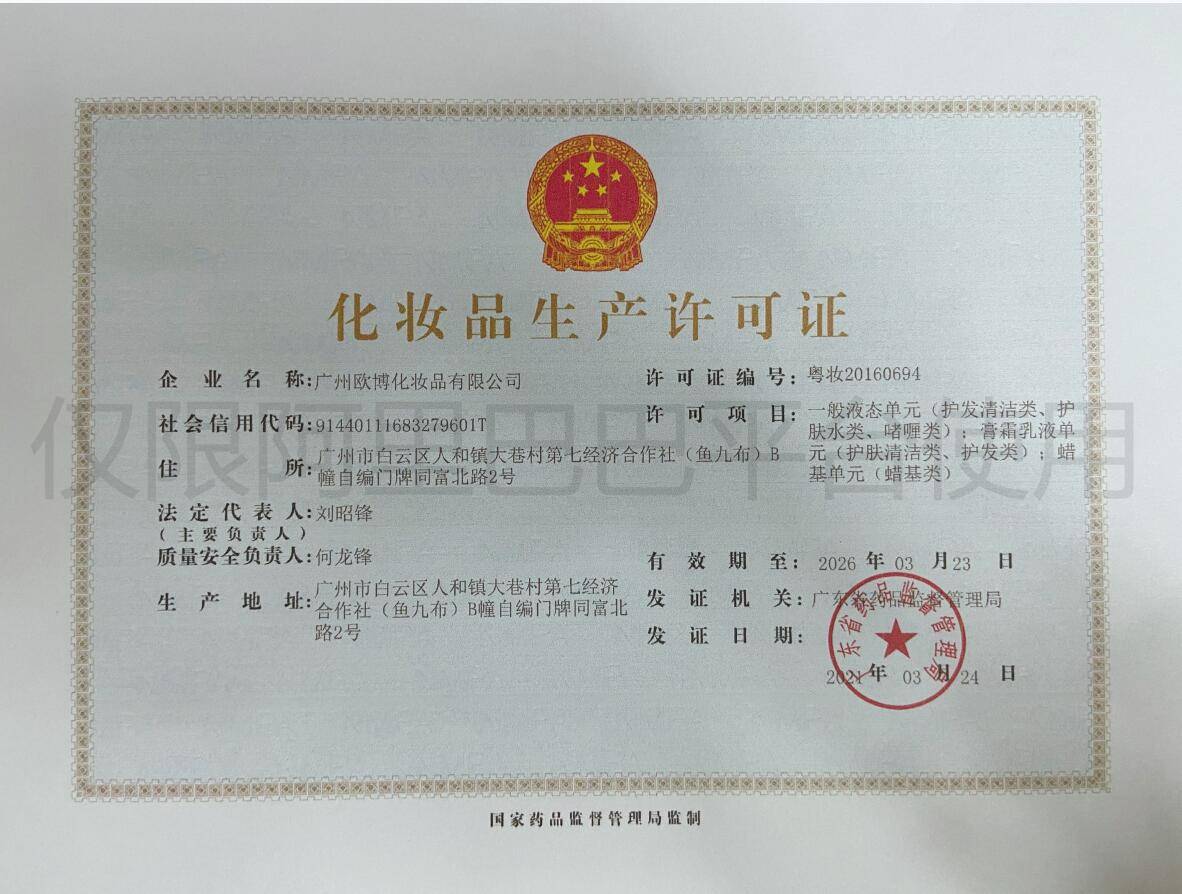 化妆品生产许可证
企业名称:广州欧博化妆品有限公司
社会信用代码:91440111683279601T
住所:广州市白云区人和镇大巷村第七经济合作社（鱼九布）B
幢自编门牌同富北路2号
法定代表人:刘昭锋
（主要负责人）
质量安全负责人:何龙锋
生产地址:广州市白云区人和镇大巷村第七经济
合作社（鱼九布）B幢自编门牌同富北
路2号
许可证编号:粤妆20160694
许可项目:一般液态单元（护发清洁类、护
肤水类、啫喱类）；膏霜乳液单
元（护肤清洁类、护发类）；蜡
基单元（蜡基类）
有效期至:2026年03月23日
发证机关:广东省药品监督管理局
发证日期:
2021年03月24日
广东省药品监督管理局
国家药品监督管理局监制
仅限阿里巴巴平台使用